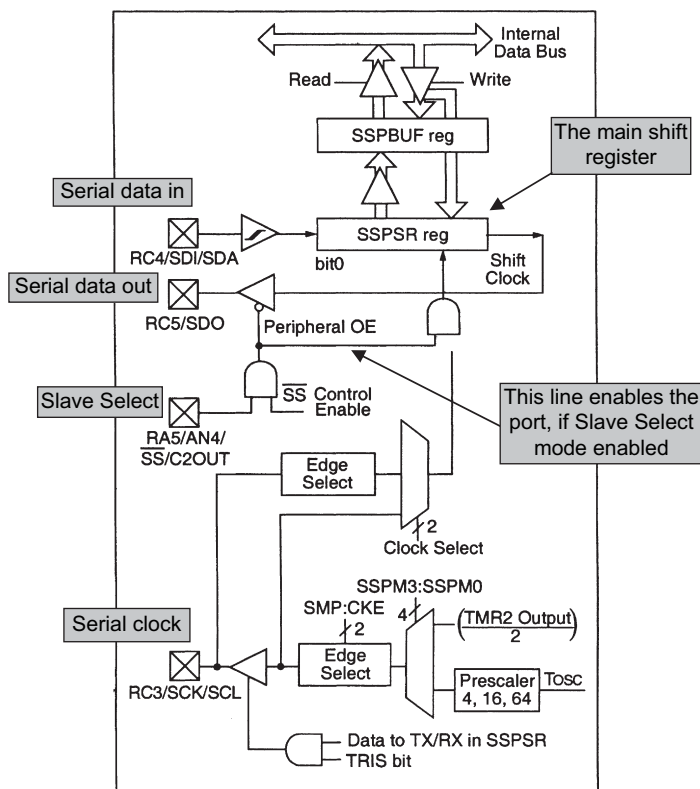 Internal
Data Bus
Read
Write
SSPBUF reg
The main shift
register
Serial data in
SSPSR reg
RC4/SDI/SDA
bit0
Shift
Clock
Serial data out
RC5/SDO
Peripheral OE
Slave Select
SS Control
Enable
This line enables the
port, if Slave Select
mode enabled
RA5/AN4/
SS/C2OUT
Edge
Select
2
Clock Select
SSPM3:SSPM0
SMP:CKE
4
(TMR2 Output)
2
Serial clock
2
Edge
Select
Prescaler
4, 16, 64
TOSC
RC3/SCK/SCL
Data to TX/RX in SSPSR
TRIS bit